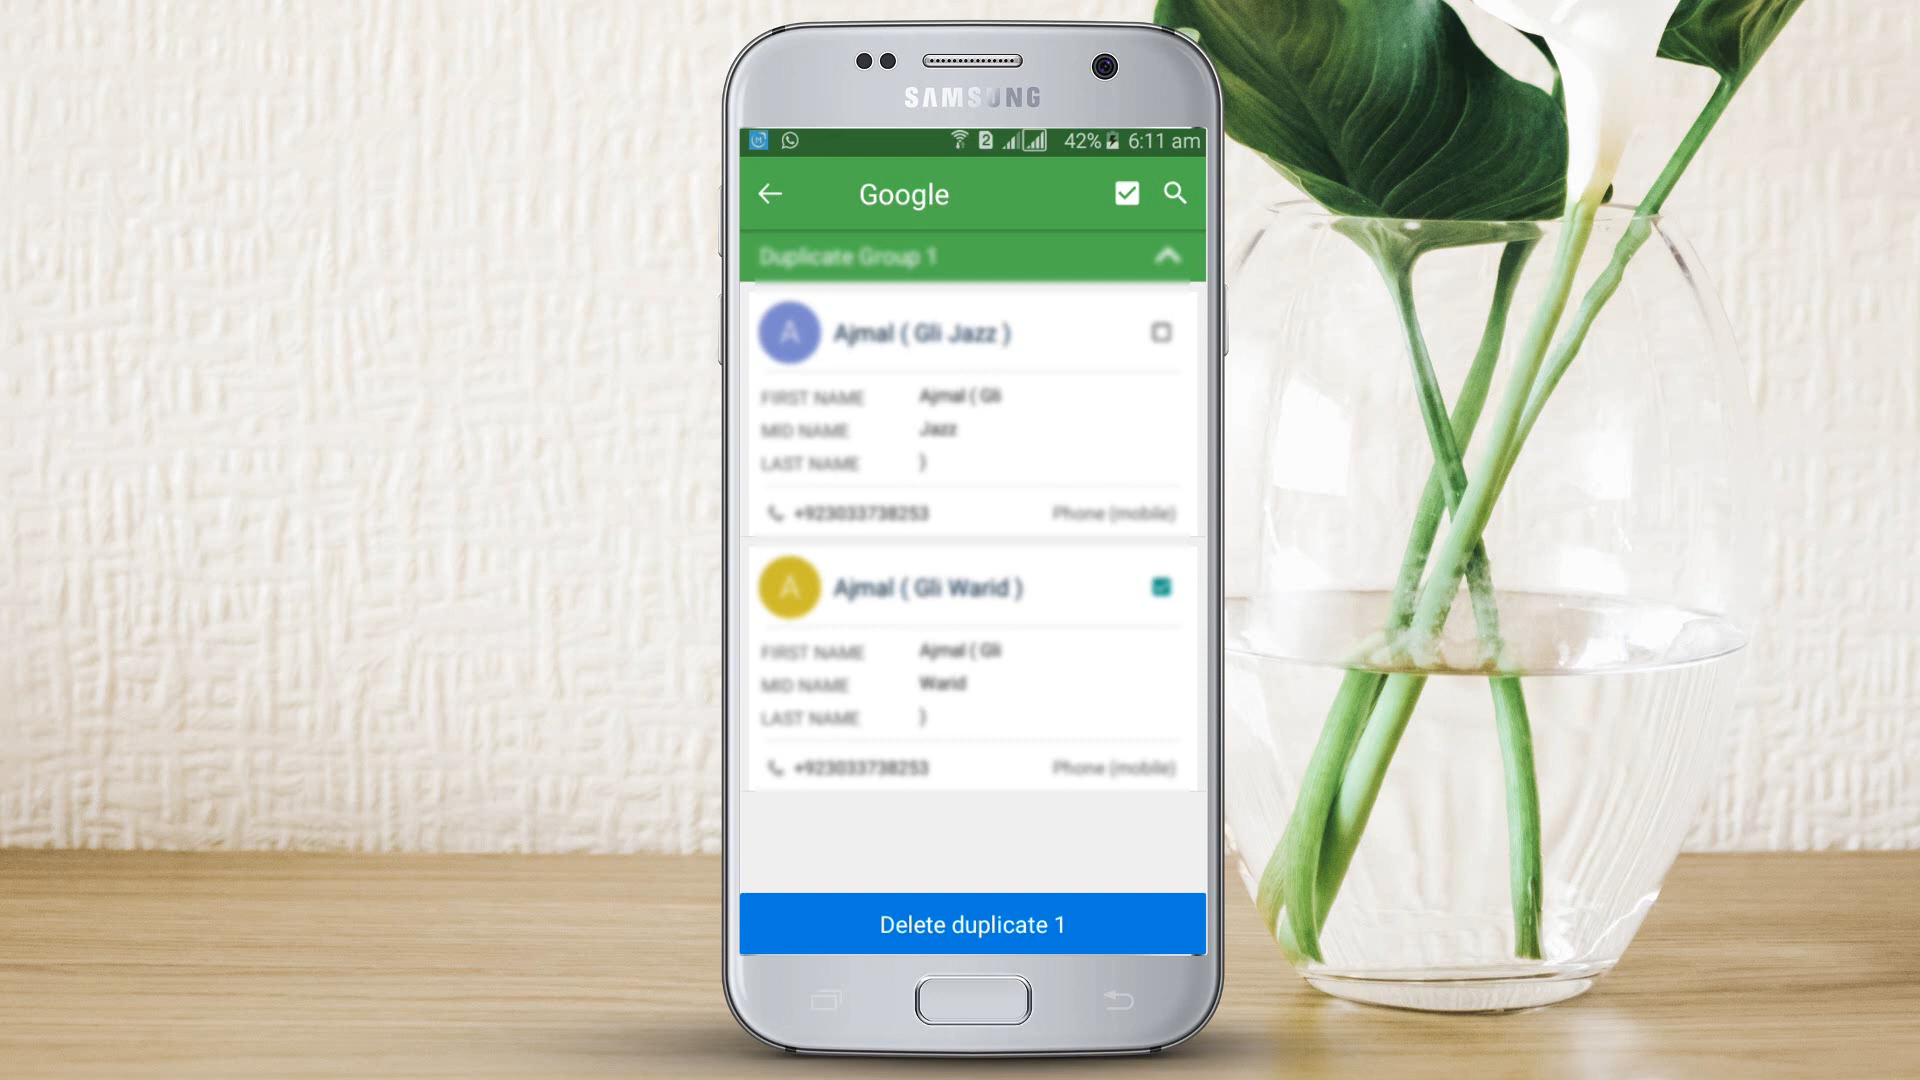 SAMSUNG
2 42% 6:11 am
Google
Duplicate Group 1
A Ajmal ( Gli Jazz )
FIRST NAME Ajmal ( Gli
MID NAME Jazz
LAST NAME )
+923033738253 Phone (mobile)
A Ajmal ( Gli Warid )
FIRST NAME Ajmal ( Gli
MID NAME Warid
LAST NAME )
+923033738253 Phone (mobile)
Delete duplicate 1